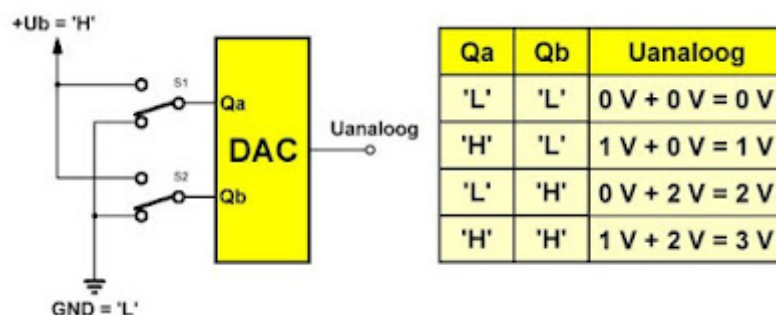 +Ub = 'H'
S1
Qa
S2
Qb
DAC
Uanaloog
GND = 'L'
Qa Qb Uanaloog
'L' 'L' 0 V + 0 V = 0 V
'H' 'L' 1 V + 0 V = 1 V
'L' 'H' 0 V + 2 V = 2 V
'H' 'H' 1 V + 2 V = 3 V